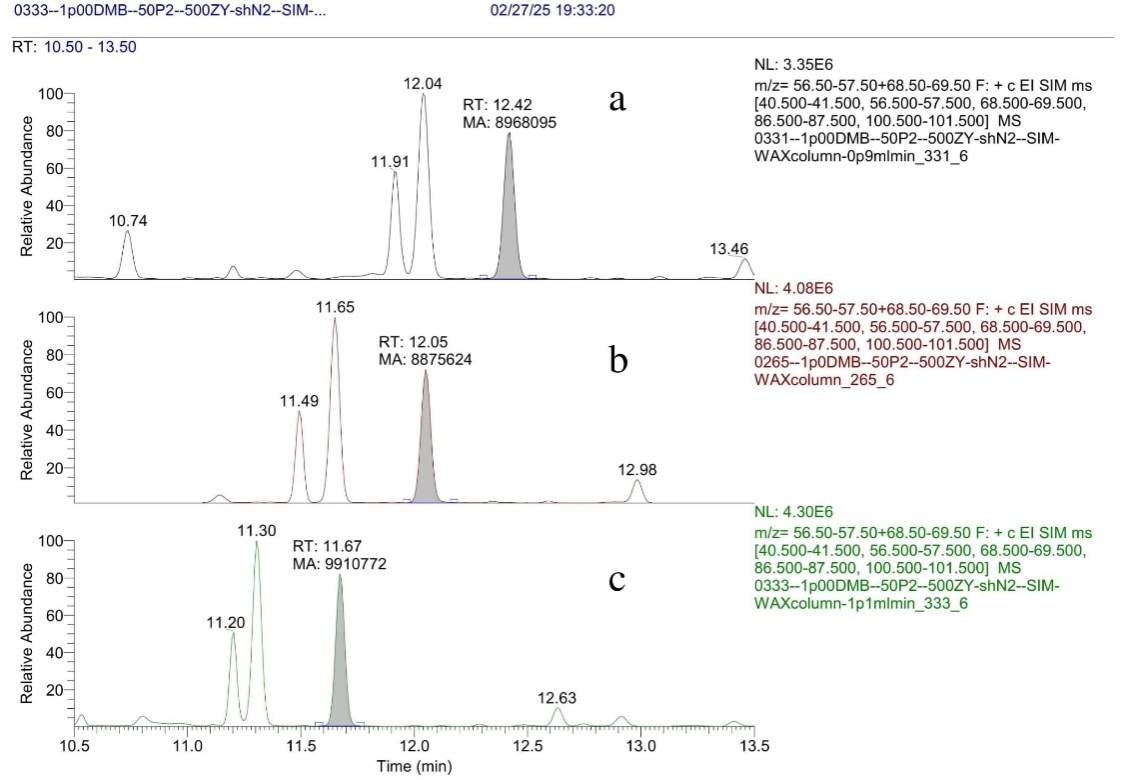 0333--1p00DMB--50P2--500ZY-shN2--SIM-...
02/27/25 19:33:20
RT: 10.50 - 13.50
NL: 3.35E6
m/z= 56.50-57.50+68.50-69.50 F: + c EI SIM ms
[40.500-41.500, 56.500-57.500, 68.500-69.500,
86.500-87.500, 100.500-101.500] MS
0331--1p00DMB--50P2--500ZY-shN2--SIM-
WAXcolumn-0p9mlmin_331_6
a
Relative Abundance
100
80
60
40
20
10.74
11.91
12.04
RT: 12.42
MA: 8968095
13.46
NL: 4.08E6
m/z= 56.50-57.50+68.50-69.50 F: + c EI SIM ms
[40.500-41.500, 56.500-57.500, 68.500-69.500,
86.500-87.500, 100.500-101.500] MS
0265--1p0DMB--50P2--500ZY-shN2--SIM-
WAXcolumn_265_6
b
Relative Abundance
100
80
60
40
20
11.49
11.65
RT: 12.05
MA: 8875624
12.98
NL: 4.30E6
m/z= 56.50-57.50+68.50-69.50 F: + c EI SIM ms
[40.500-41.500, 56.500-57.500, 68.500-69.500,
86.500-87.500, 100.500-101.500] MS
0333--1p00DMB--50P2--500ZY-shN2--SIM-
WAXcolumn-1p1mlmin_333_6
c
Relative Abundance
100
80
60
40
20
11.20
11.30
RT: 11.67
MA: 9910772
12.63
10.5 11.0 11.5 12.0 12.5 13.0 13.5
Time (min)